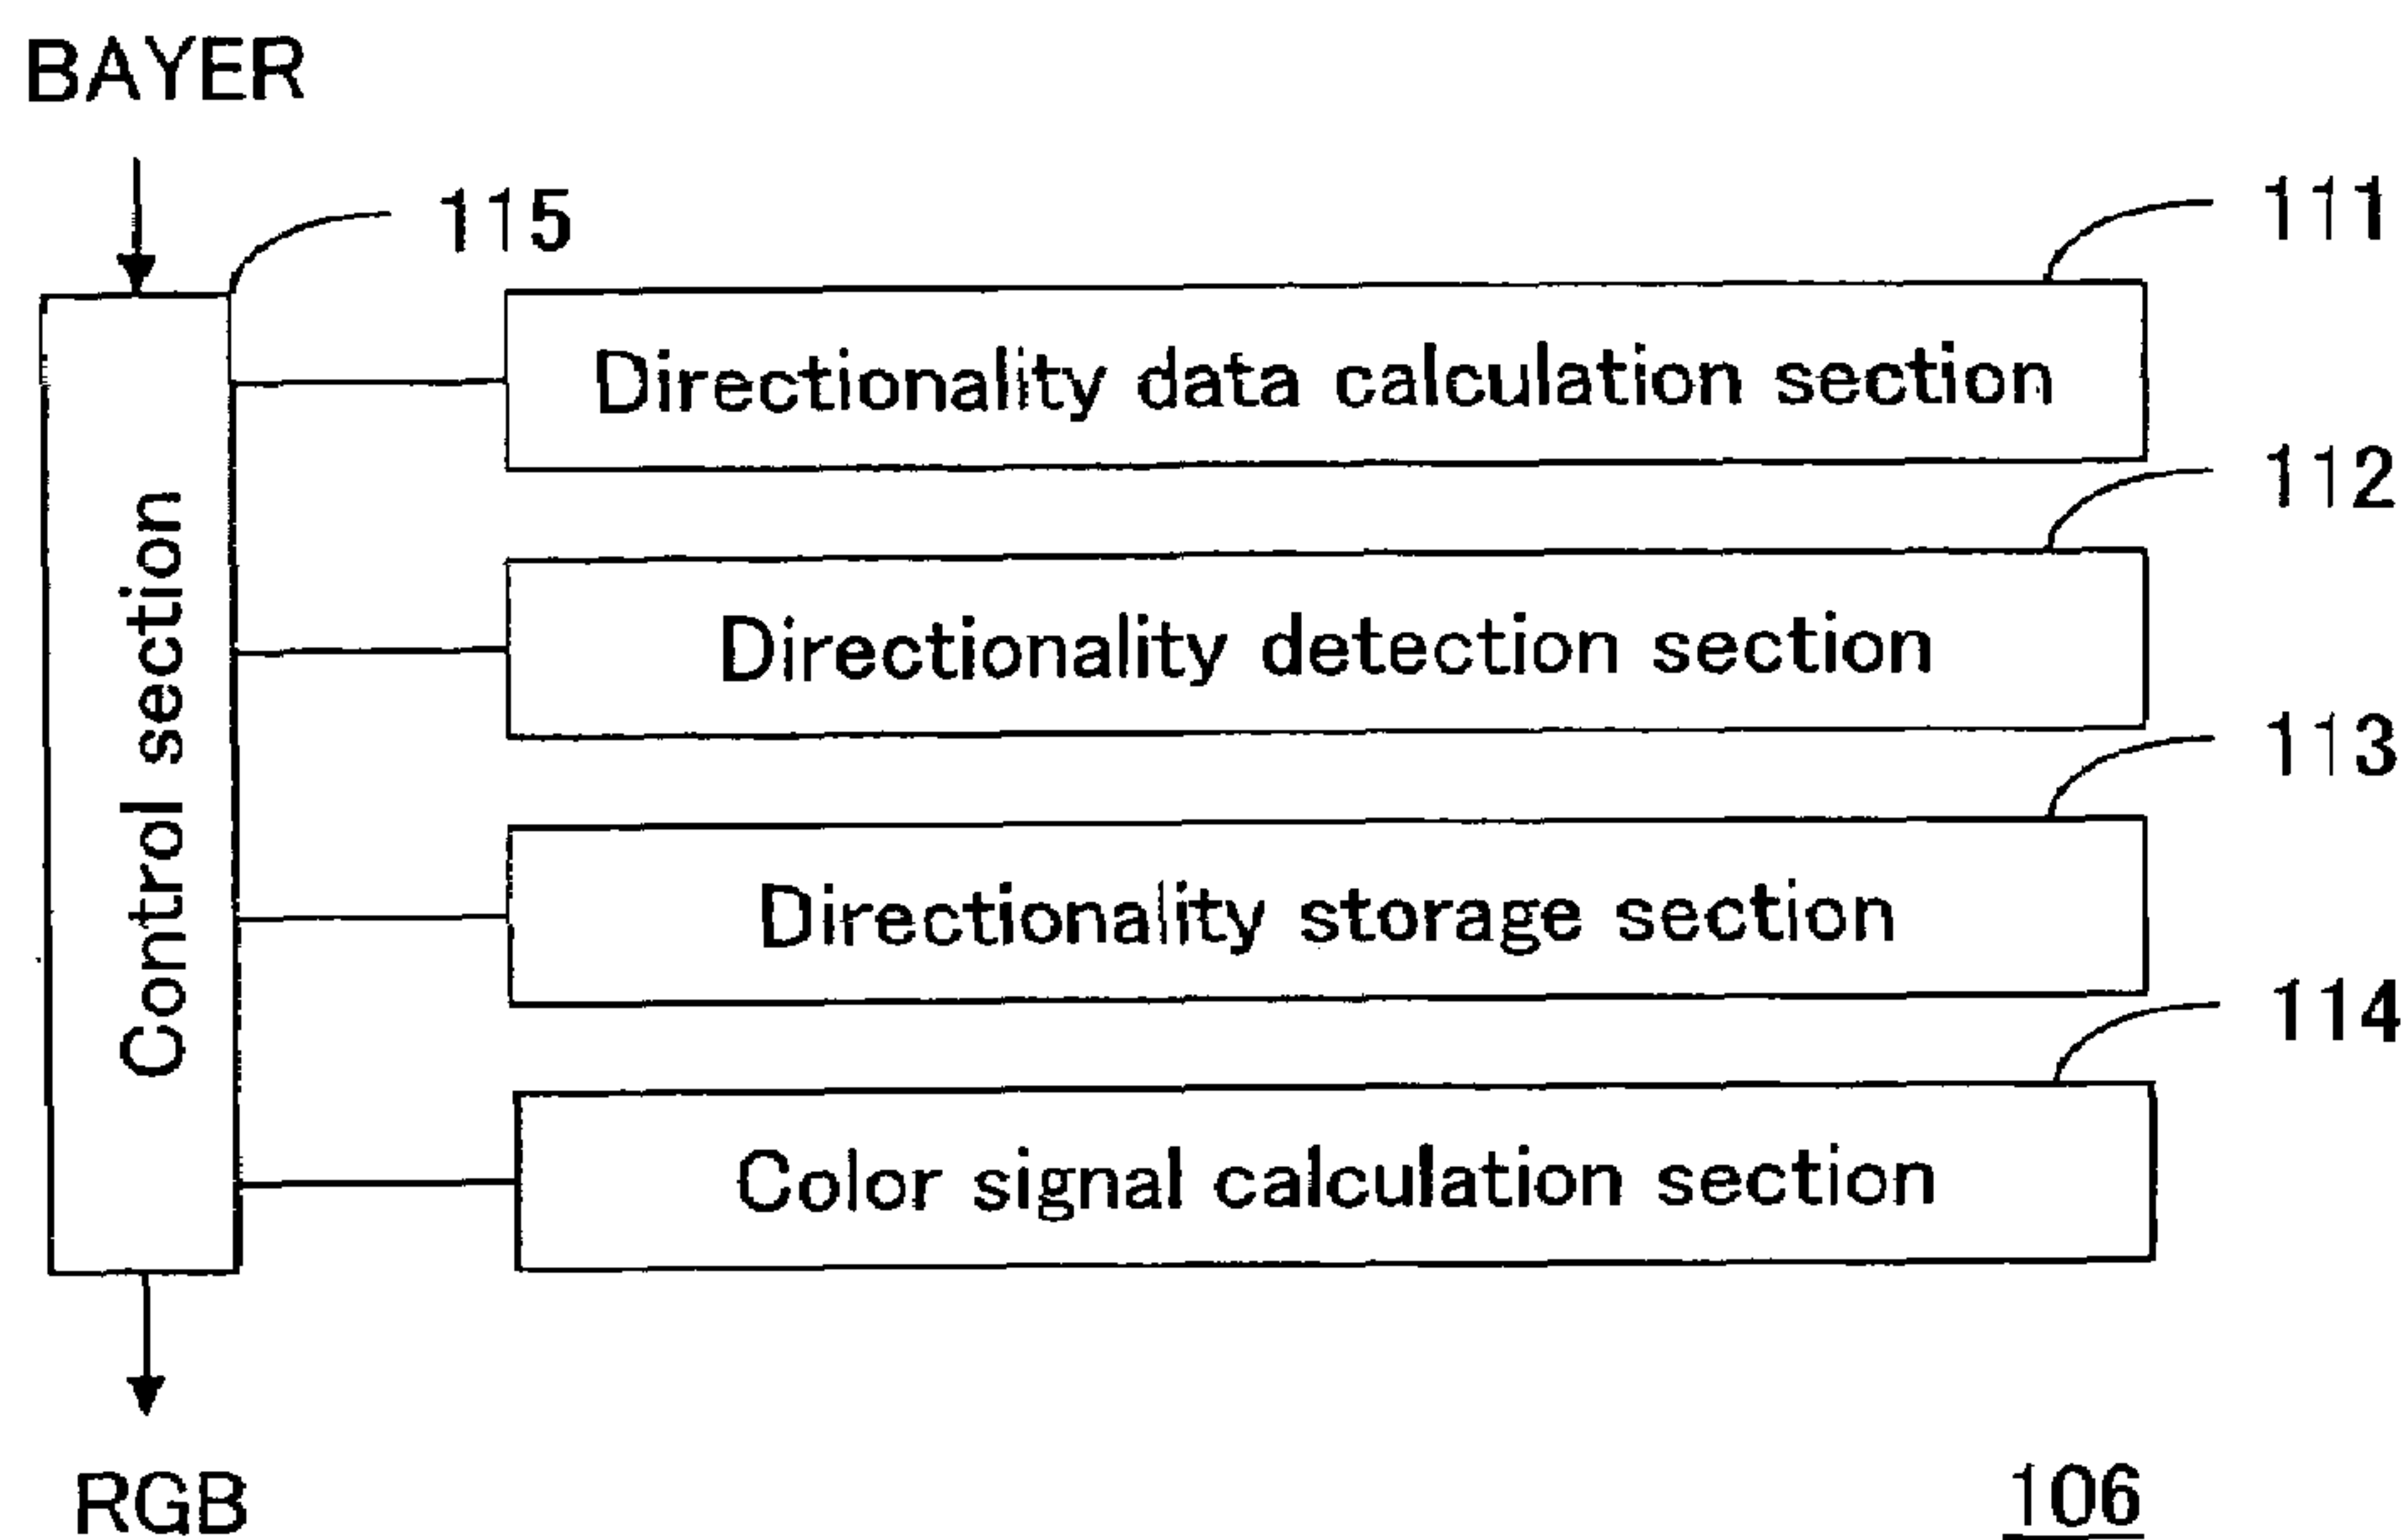 BAYER
115
111
Directionality data calculation section
112
Control section
Directionality detection section
113
Directionality storage section
114
Color signal calculation section
RGB
106